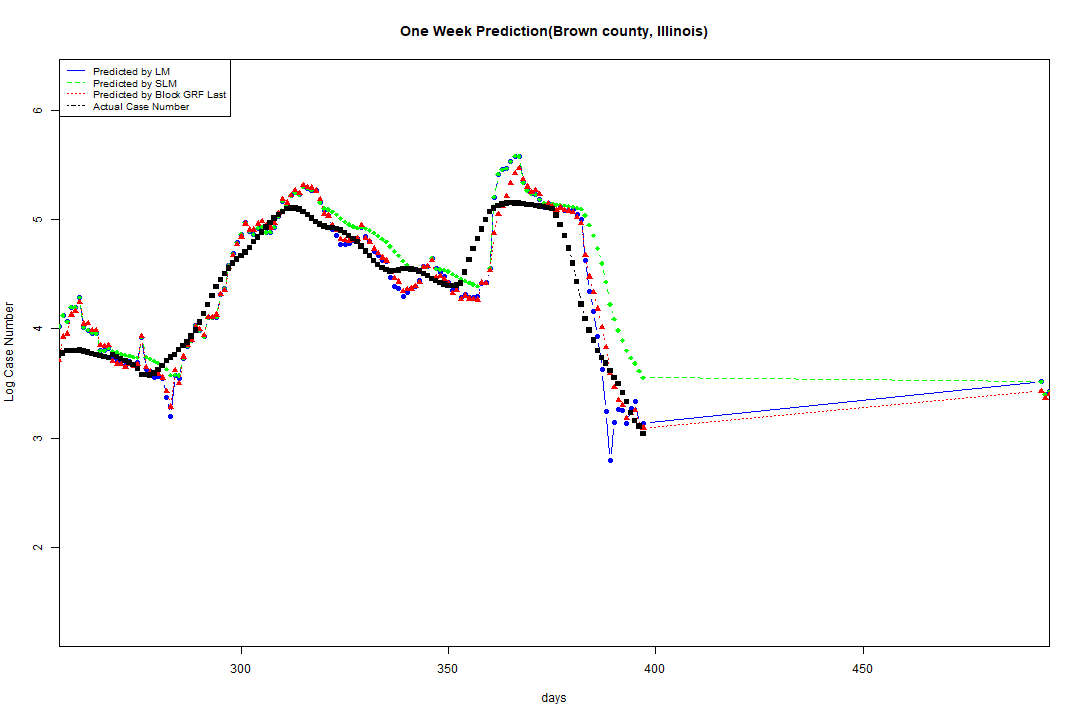 One Week Prediction(Brown county, Illinois)
Predicted by LM
Predicted by SLM
Predicted by Block GRF Last
Actual Case Number
6
5
4
3
2
Log Case Number
300
350
400
450
days